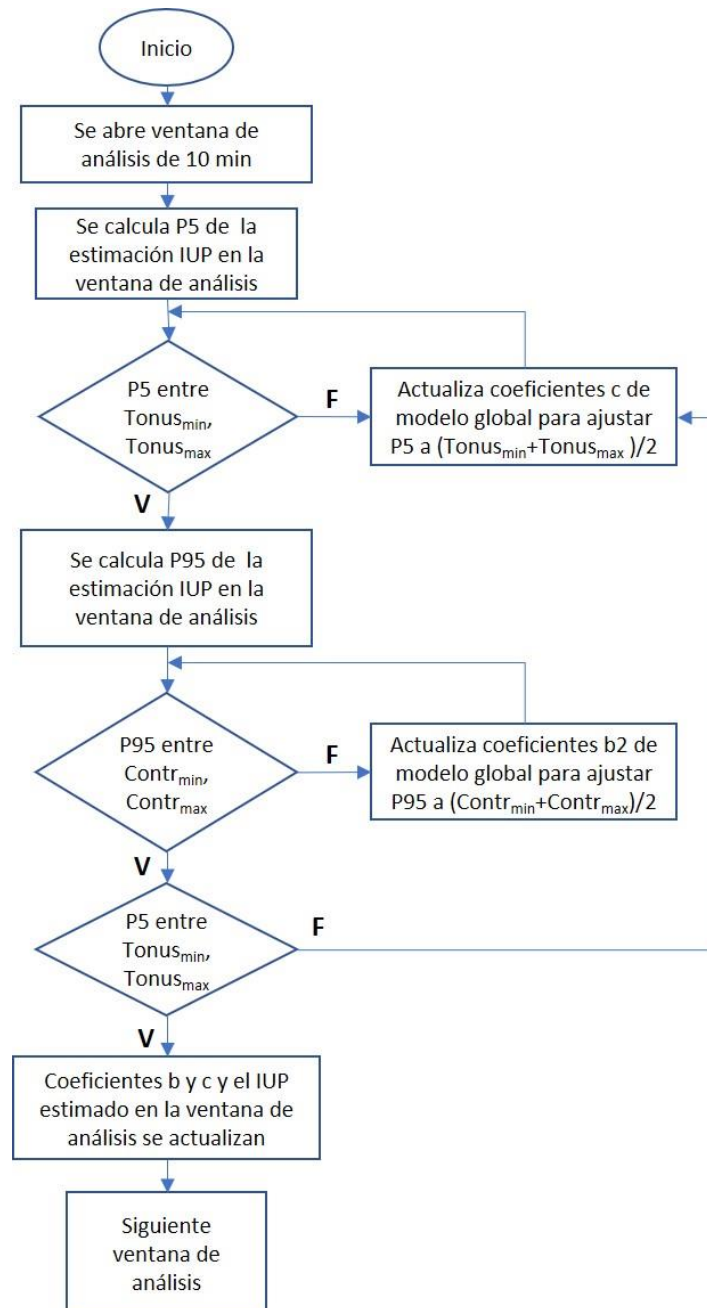 Inicio
Se abre ventana de
análisis de 10 min
Se calcula P5 de la
estimación IUP en la
ventana de análisis
P5 entre
Tonusmin,
Tonusmax
F
Actualiza coeficientes c de
modelo global para ajustar
P5 a (Tonusmin+Tonusmax )/2
V
Se calcula P95 de la
estimación IUP en la
ventana de análisis
P95 entre
Contrmin,
Contrmax
F
Actualiza coeficientes b2 de
modelo global para ajustar
P95 a (Contrmin+Contrmax)/2
V
P5 entre
Tonusmin,
Tonusmax
F
V
Coeficientes b y c y el IUP
estimado en la ventana de
análisis se actualizan
Siguiente
ventana de
análisis